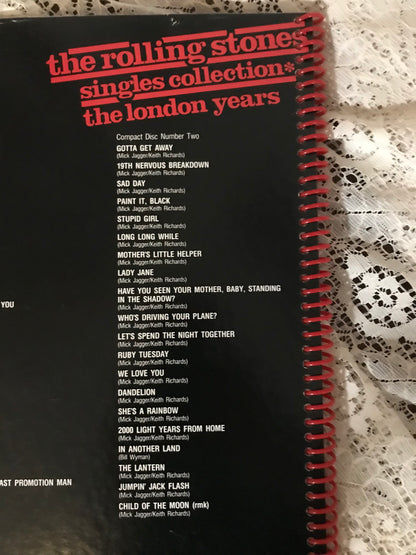 the rolling stones
singles collection*
the london years
Compact Disc Number Two
GOTTA GET AWAY
(Mick Jagger/Keith Richards)
19TH NERVOUS BREAKDOWN
(Mick Jagger/Keith Richards)
SAD DAY
(Mick Jagger/Keith Richards)
PAINT IT, BLACK
(Mick Jagger/Keith Richards)
STUPID GIRL
(Mick Jagger/Keith Richards)
LONG LONG WHILE
(Mick Jagger/Keith Richards)
MOTHER'S LITTLE HELPER
(Mick Jagger/Keith Richards)
LADY JANE
(Mick Jagger/Keith Richards)
HAVE YOU SEEN YOUR MOTHER, BABY, STANDING
IN THE SHADOW?
(Mick Jagger/Keith Richards)
WHO'S DRIVING YOUR PLANE?
(Mick Jagger/Keith Richards)
LET'S SPEND THE NIGHT TOGETHER
(Mick Jagger/Keith Richards)
RUBY TUESDAY
(Mick Jagger/Keith Richards)
WE LOVE YOU
(Mick Jagger/Keith Richards)
DANDELION
(Mick Jagger/Keith Richards)
SHE'S A RAINBOW
(Mick Jagger/Keith Richards)
2000 LIGHT YEARS FROM HOME
(Mick Jagger/Keith Richards)
IN ANOTHER LAND
(Bill Wyman)
THE LANTERN
(Mick Jagger/Keith Richards)
JUMPIN' JACK FLASH
(Mick Jagger/Keith Richards)
CHILD OF THE MOON (rmk)
(Mick Jagger/Keith Richards)
YOU
AST PROMOTION MAN